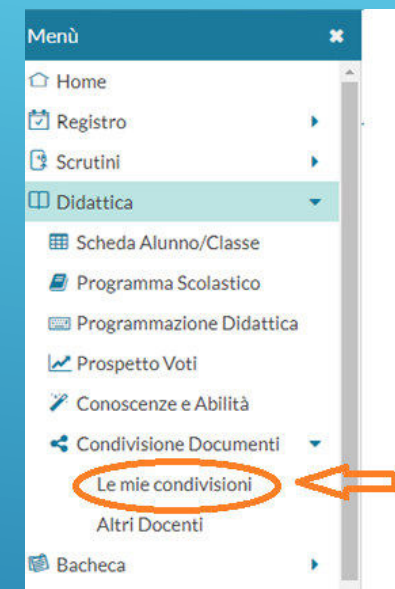 Menù
Home
Registro
Scrutini
Didattica
Scheda Alunno/Classe
Programma Scolastico
Programmazione Didattica
Prospetto Voti
Conoscenze e Abilità
Condivisione Documenti
Le mie condivisioni
Altri Docenti
Bacheca